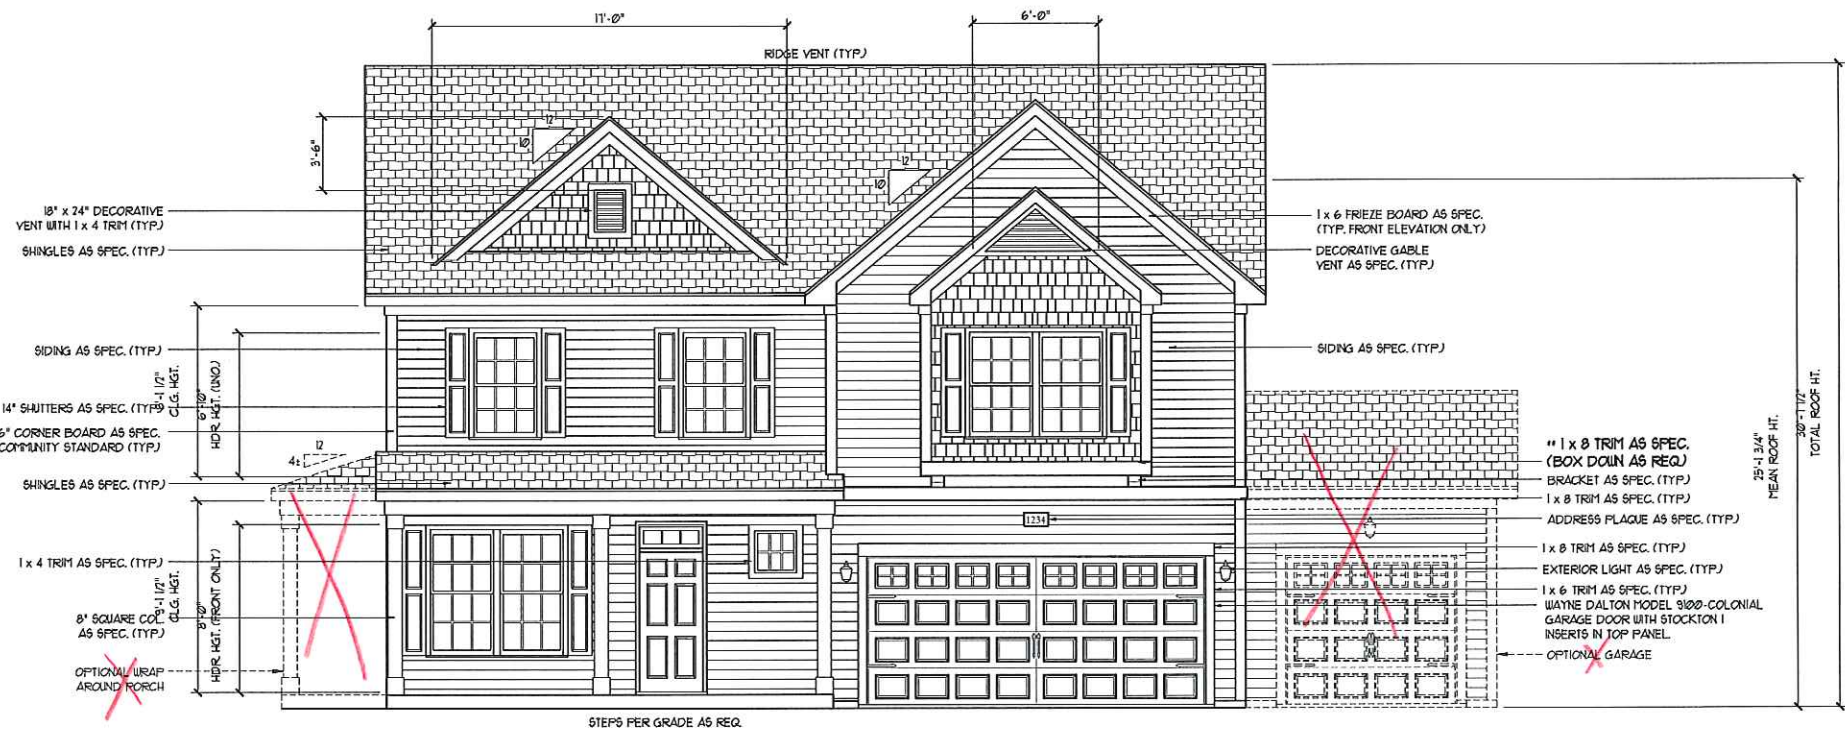 11'-0"
6'-0"
RIDGE VENT (TYP.)
12
10
3'-6"
12
10
18" x 24" DECORATIVE
VENT WITH 1 x 4 TRIM (TYP.)
SHINGLES AS SPEC. (TYP.)
SIDING AS SPEC. (TYP.)
CLG. HGT.
6'-10"
HDR. HGT. (UNO.)
14" SHUTTERS AS SPEC. (TYP.)
6" CORNER BOARD AS SPEC.
COMMUNITY STANDARD (TYP.)
12
4:
SHINGLES AS SPEC. (TYP.)
1 x 4 TRIM AS SPEC. (TYP.)
9'-1 1/2"
CLG. HGT.
8'-0"
HDR. HGT. (FRONT ONLY)
8" SQUARE COL.
AS SPEC. (TYP.)
OPTIONAL WRAP
AROUND PORCH
STEPS PER GRADE AS REQ.
1234
1 x 6 FRIEZE BOARD AS SPEC.
(TYP. FRONT ELEVATION ONLY)
DECORATIVE GABLE
VENT AS SPEC. (TYP.)
SIDING AS SPEC. (TYP.)
** 1 x 8 TRIM AS SPEC.
(BOX DOWN AS REQ.)
BRACKET AS SPEC. (TYP.)
1 x 8 TRIM AS SPEC. (TYP.)
ADDRESS PLAQUE AS SPEC. (TYP.)
1 x 8 TRIM AS SPEC. (TYP.)
EXTERIOR LIGHT AS SPEC. (TYP.)
1 x 6 TRIM AS SPEC. (TYP.)
WAYNE DALTON MODEL 9100-COLONIAL
GARAGE DOOR WITH STOCKTON 1
INSERTS IN TOP PANEL.
OPTIONAL GARAGE
25'-1 3/4"
MEAN ROOF HT.
30'-1 1/2"
TOTAL ROOF HT.